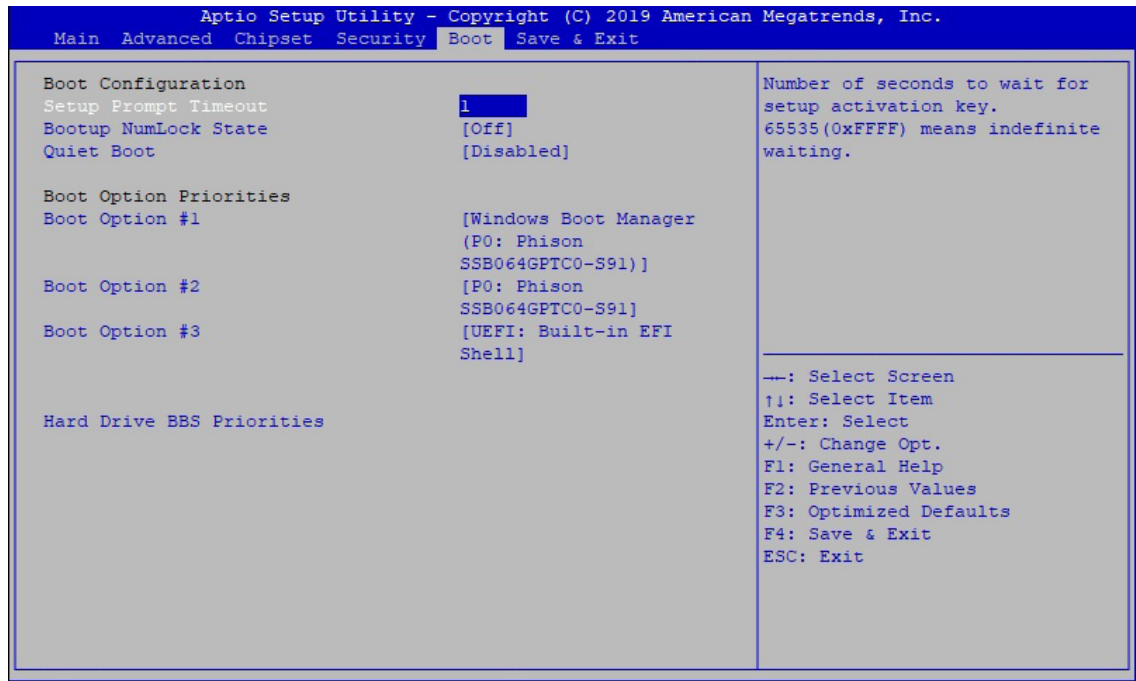 Aptio Setup Utility – Copyright (C) 2019 American Megatrends, Inc.
Main Advanced Chipset Security Boot Save & Exit
Boot Configuration
Setup Prompt Timeout 1
Bootup NumLock State [Off]
Quiet Boot [Disabled]
Boot Option Priorities
Boot Option #1 [Windows Boot Manager
(P0: Phison
SSB064GPTC0-S91)]
Boot Option #2 [P0: Phison
SSB064GPTC0-S91]
Boot Option #3 [UEFI: Built-in EFI
Shell]
Hard Drive BBS Priorities
Number of seconds to wait for
setup activation key.
65535(0xFFFF) means indefinite
waiting.
→←: Select Screen
↑↓: Select Item
Enter: Select
+/-: Change Opt.
F1: General Help
F2: Previous Values
F3: Optimized Defaults
F4: Save & Exit
ESC: Exit